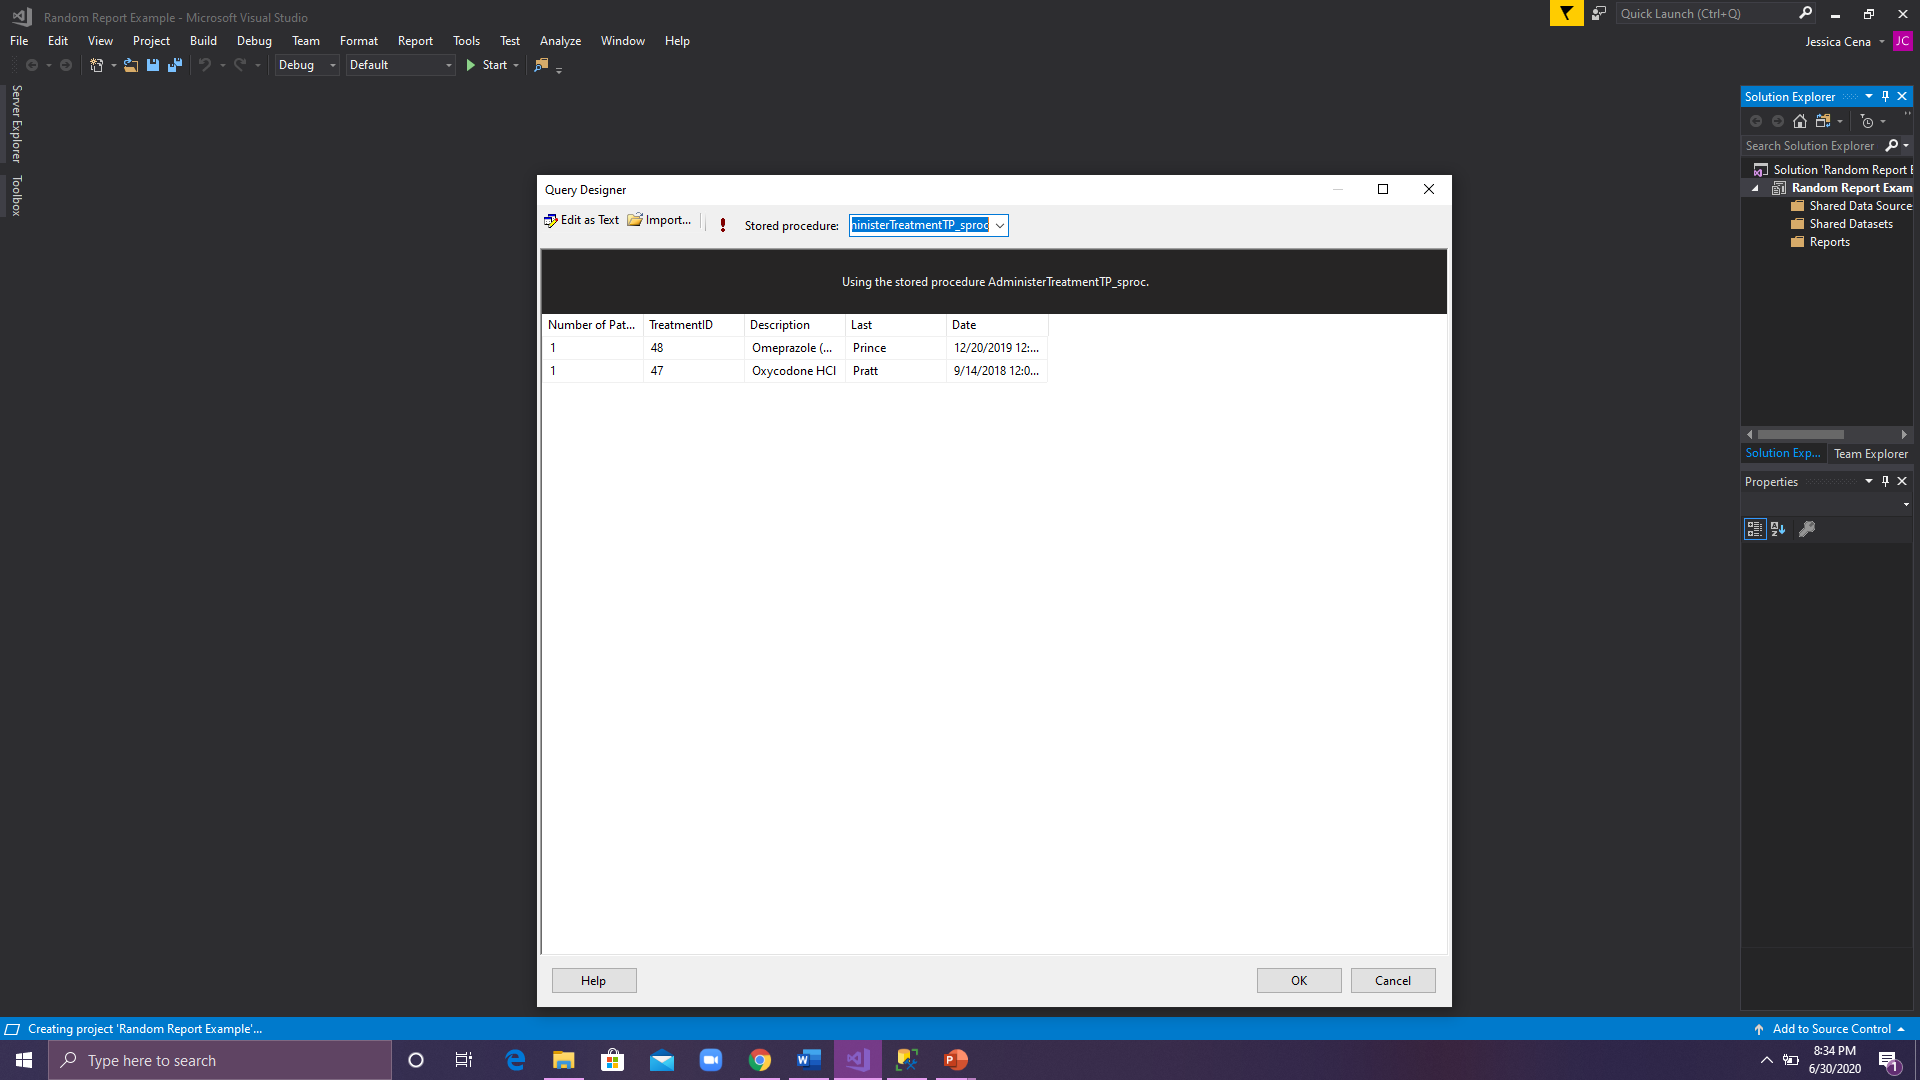 Random Report Example - Microsoft Visual Studio
Quick Launch (Ctrl+Q)
File Edit View Project Build Debug Team Format Report Tools Test Analyze Window Help
Jessica Cena JC
Debug Default Start
Server Explorer
Toolbox
Solution Explorer
Search Solution Explorer
Solution 'Random Report E
Random Report Exam
Shared Data Source
Shared Datasets
Reports
Solution Exp... Team Explorer
Properties
Query Designer
Edit as Text Import... Stored procedure: ninisterTreatmentTP_sproc
Using the stored procedure AdministerTreatmentTP_sproc.
Number of Pat... TreatmentID Description Last Date
1 48 Omeprazole (... Prince 12/20/2019 12:...
1 47 Oxycodone HCl Pratt 9/14/2018 12:0...
Help OK Cancel
Creating project 'Random Report Example'...
Add to Source Control
Type here to search
8:34 PM
6/30/2020
1